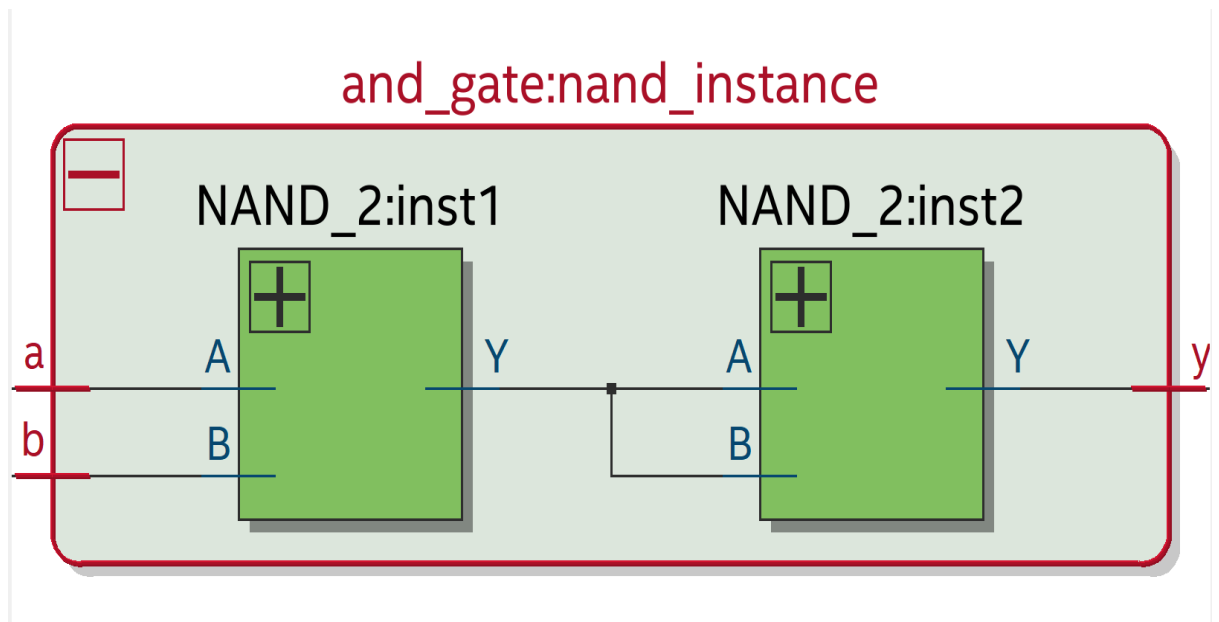 and_gate:nand_instance
NAND_2:inst1
NAND_2:inst2
a
A
Y
A
Y
y
b
B
B